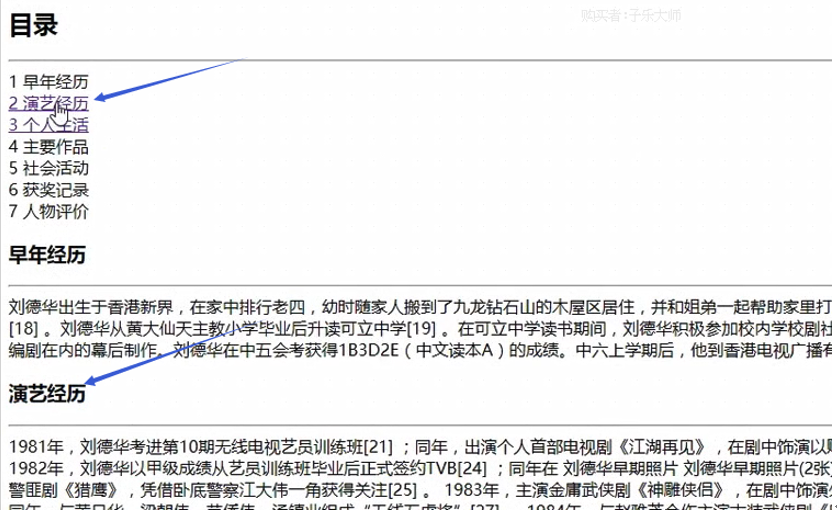 购买者:子乐大师
目录
1 早年经历
2 演艺经历
3 个人生活
4 主要作品
5 社会活动
6 获奖记录
7 人物评价
早年经历
刘德华出生于香港新界，在家中排行老四，幼时随家人搬到了九龙钻石山的木屋区居住，并和姐弟一起帮助家里打
[18] 。刘德华从黄大仙天主教小学毕业后升读可立中学[19] 。在可立中学读书期间，刘德华积极参加校内学校剧社
编剧在内的幕后制作。刘德华在中五会考获得1B3D2E（中文读本A）的成绩。中六上学期后，他到香港电视广播有
演艺经历
1981年，刘德华考进第10期无线电视艺员训练班[21] ；同年，出演个人首部电视剧《江湖再见》，在剧中饰演以贩
1982年，刘德华以甲级成绩从艺员训练班毕业后正式签约TVB[24] ；同年在 刘德华早期照片 刘德华早期照片(2张)
警匪剧《猎鹰》，凭借卧底警察江大伟一角获得关注[25] 。 1983年，主演金庸武侠剧《神雕侠侣》，在剧中饰演